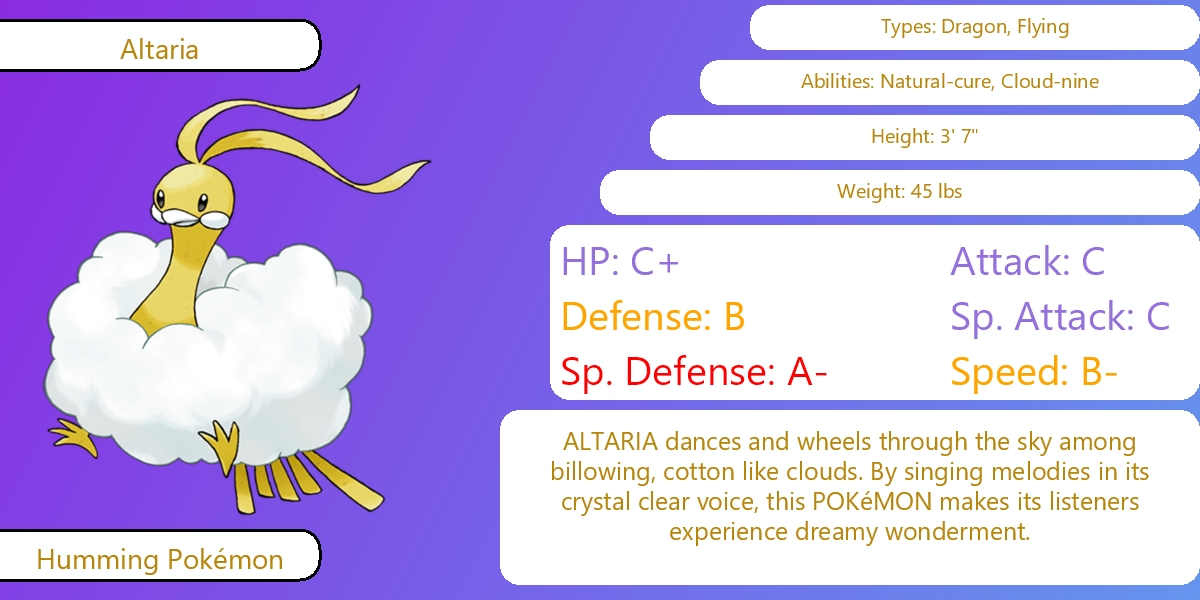 Altaria
Types: Dragon, Flying
Abilities: Natural-cure, Cloud-nine
Height: 3' 7"
Weight: 45 lbs
HP: C+
Attack: C
Defense: B
Sp. Attack: C
Sp. Defense: A-
Speed: B-
ALTARIA dances and wheels through the sky among
billowing, cotton like clouds. By singing melodies in its
crystal clear voice, this POKéMON makes its listeners
experience dreamy wonderment.
Humming Pokémon